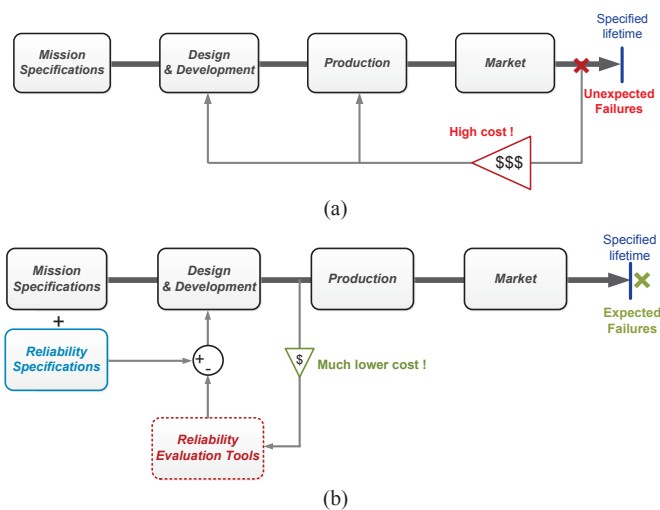 Specified
lifetime
Mission
Specifications
Design
& Development
Production
Market
Unexpected
Failures
High cost !
$$$
(a)
Specified
lifetime
Mission
Specifications
Design
& Development
Production
Market
Expected
Failures
+
Reliability
Specifications
+
-
$
Much lower cost !
Reliability
Evaluation Tools
(b)